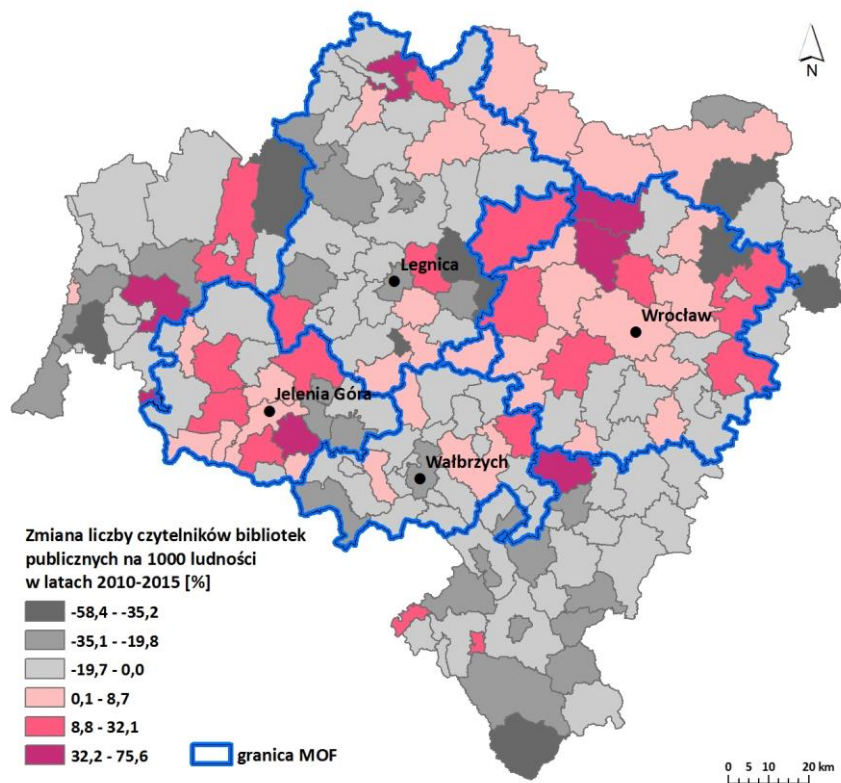 N
Legnica
Wrocław
Jelenia Góra
Wałbrzych
Zmiana liczby czytelników bibliotek
publicznych na 1000 ludności
w latach 2010-2015 [%]
-58,4 - -35,2
-35,1 - -19,8
-19,7 - 0,0
0,1 - 8,7
8,8 - 32,1
32,2 - 75,6
granica MOF
0 5 10 20 km